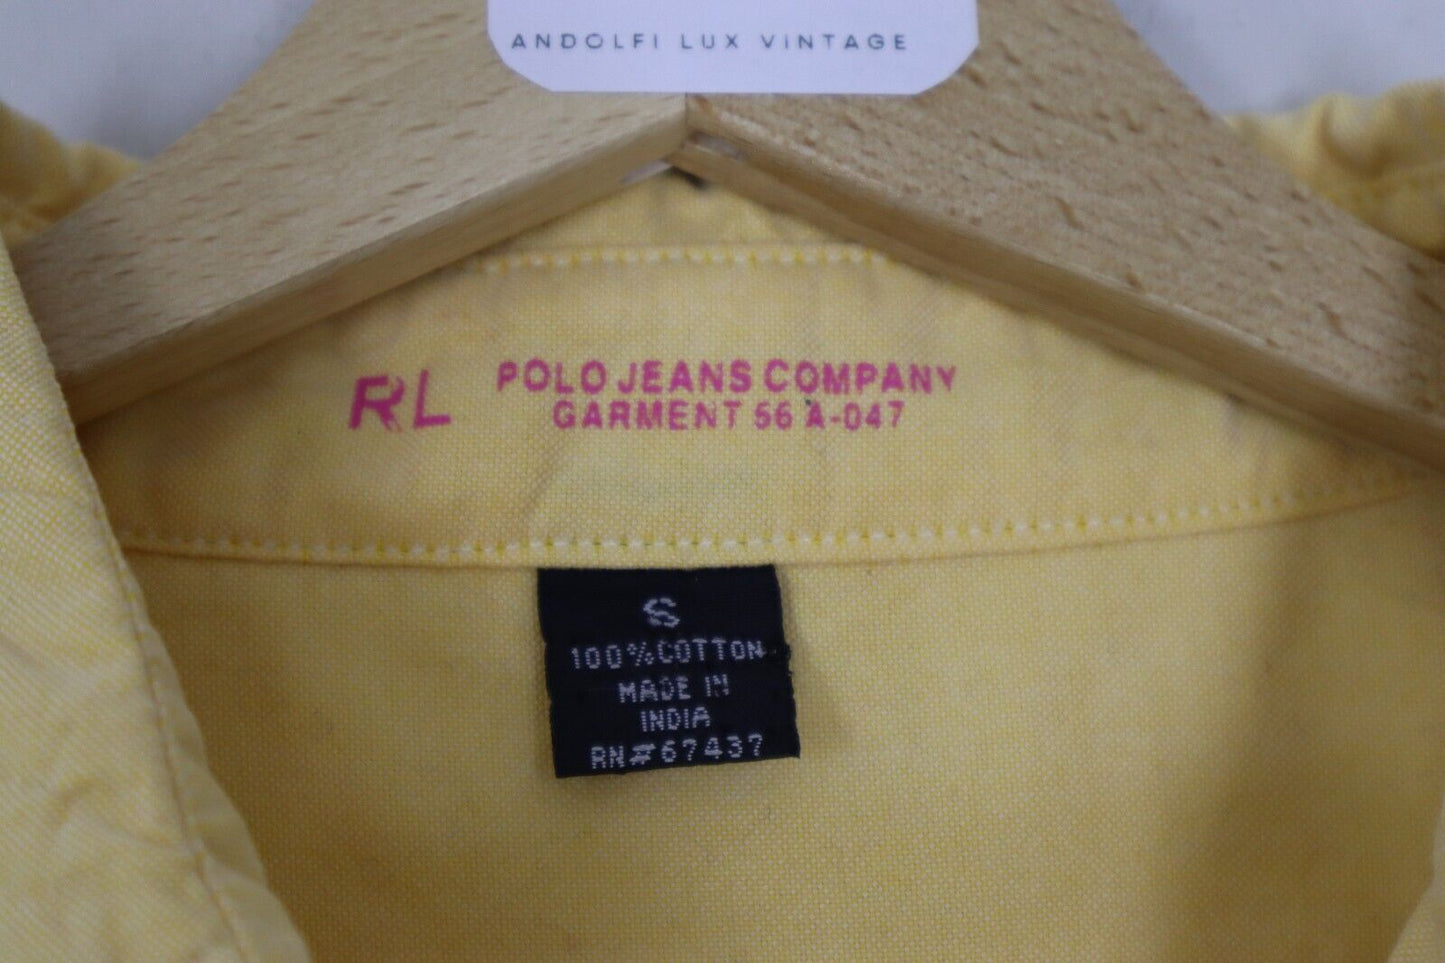 ANDOLFI LUX VINTAGE
RL POLO JEANS COMPANY
GARMENT 56 A-047
S
100% COTTON
MADE IN
INDIA
RN#67437